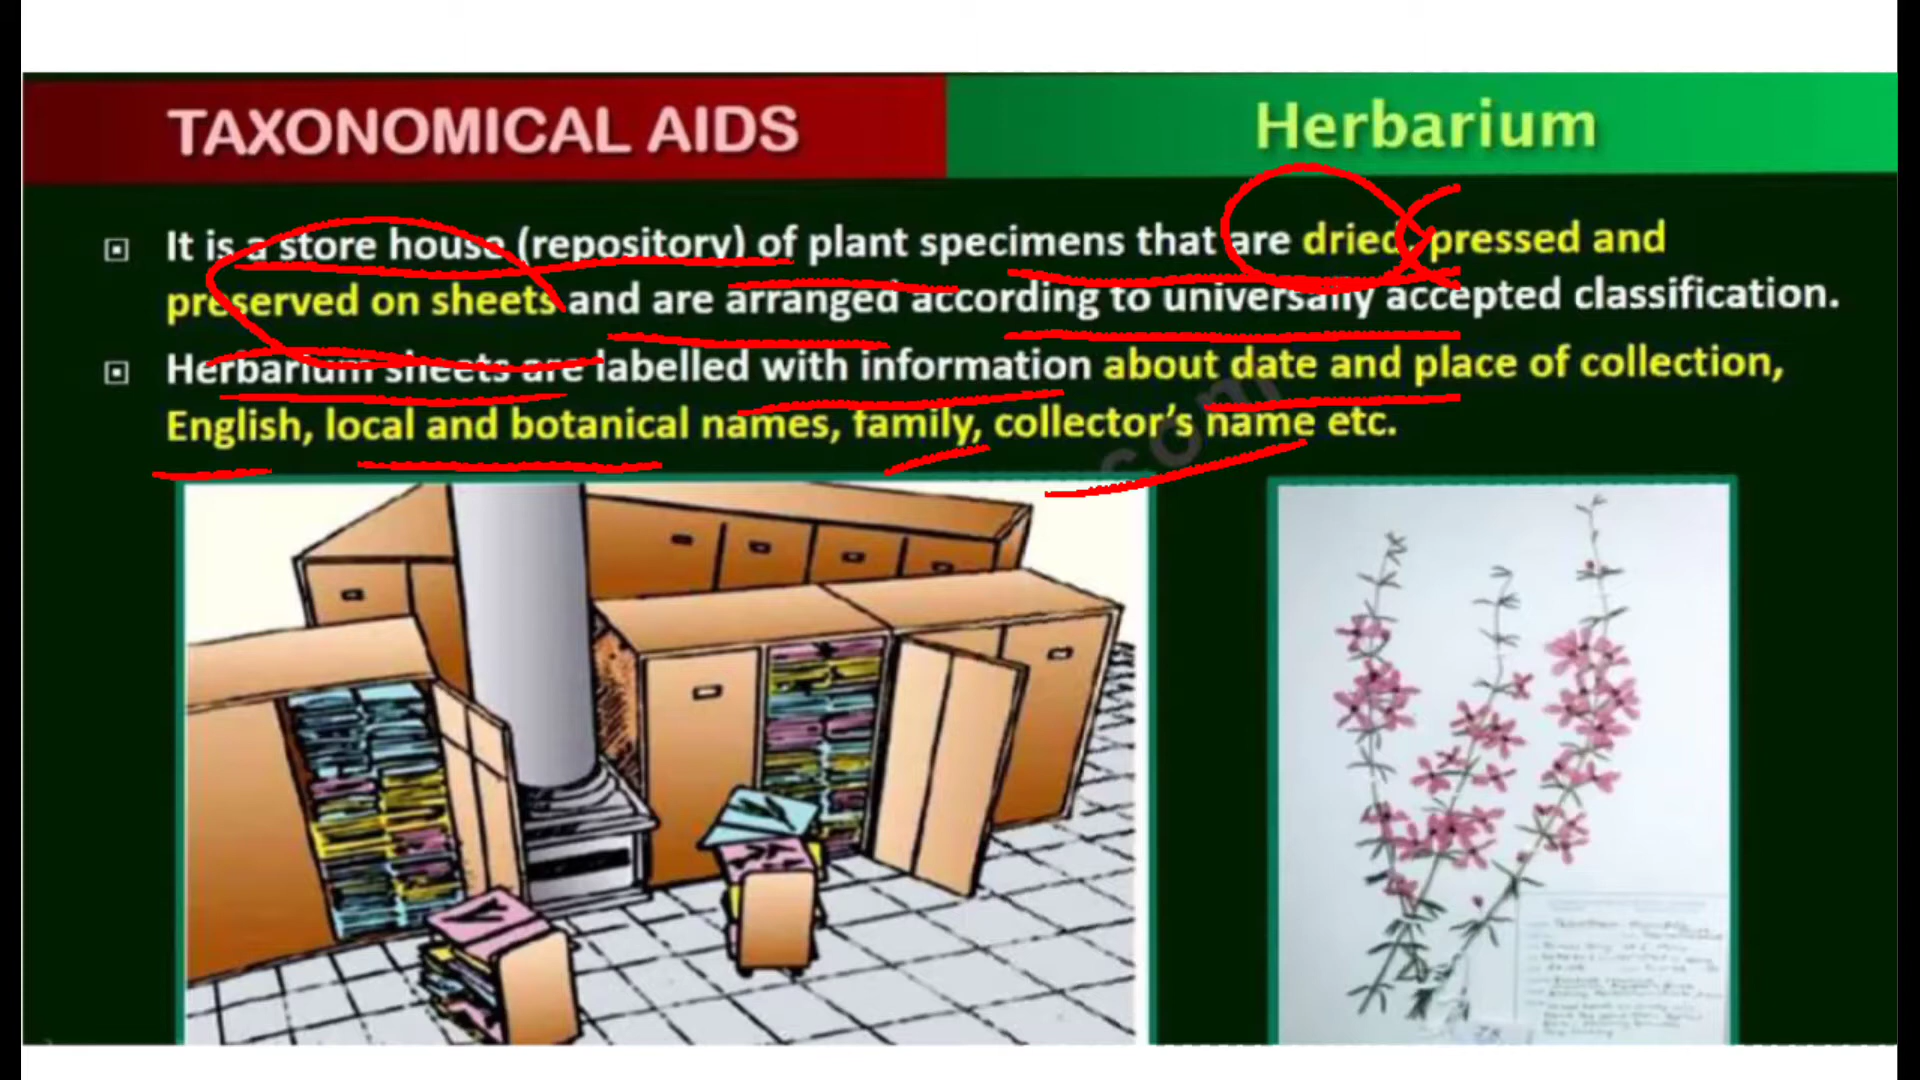 TAXONOMICAL AIDS
Herbarium
It is a store house (repository) of plant specimens that are dried, pressed and
preserved on sheets and are arranged according to universally accepted classification.
Herbarium sheets are labelled with information about date and place of collection,
English, local and botanical names, family, collector's name etc.
.com